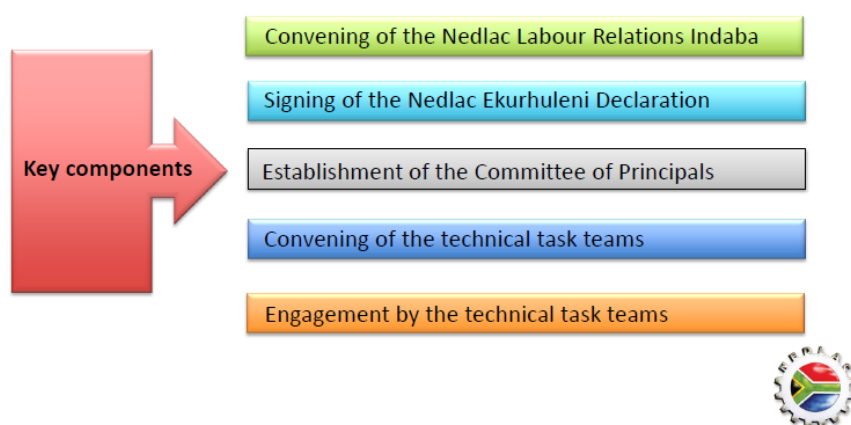 Convening of the Nedlac Labour Relations Indaba
Signing of the Nedlac Ekurhuleni Declaration
Key components
Establishment of the Committee of Principals
Convening of the technical task teams
Engagement by the technical task teams